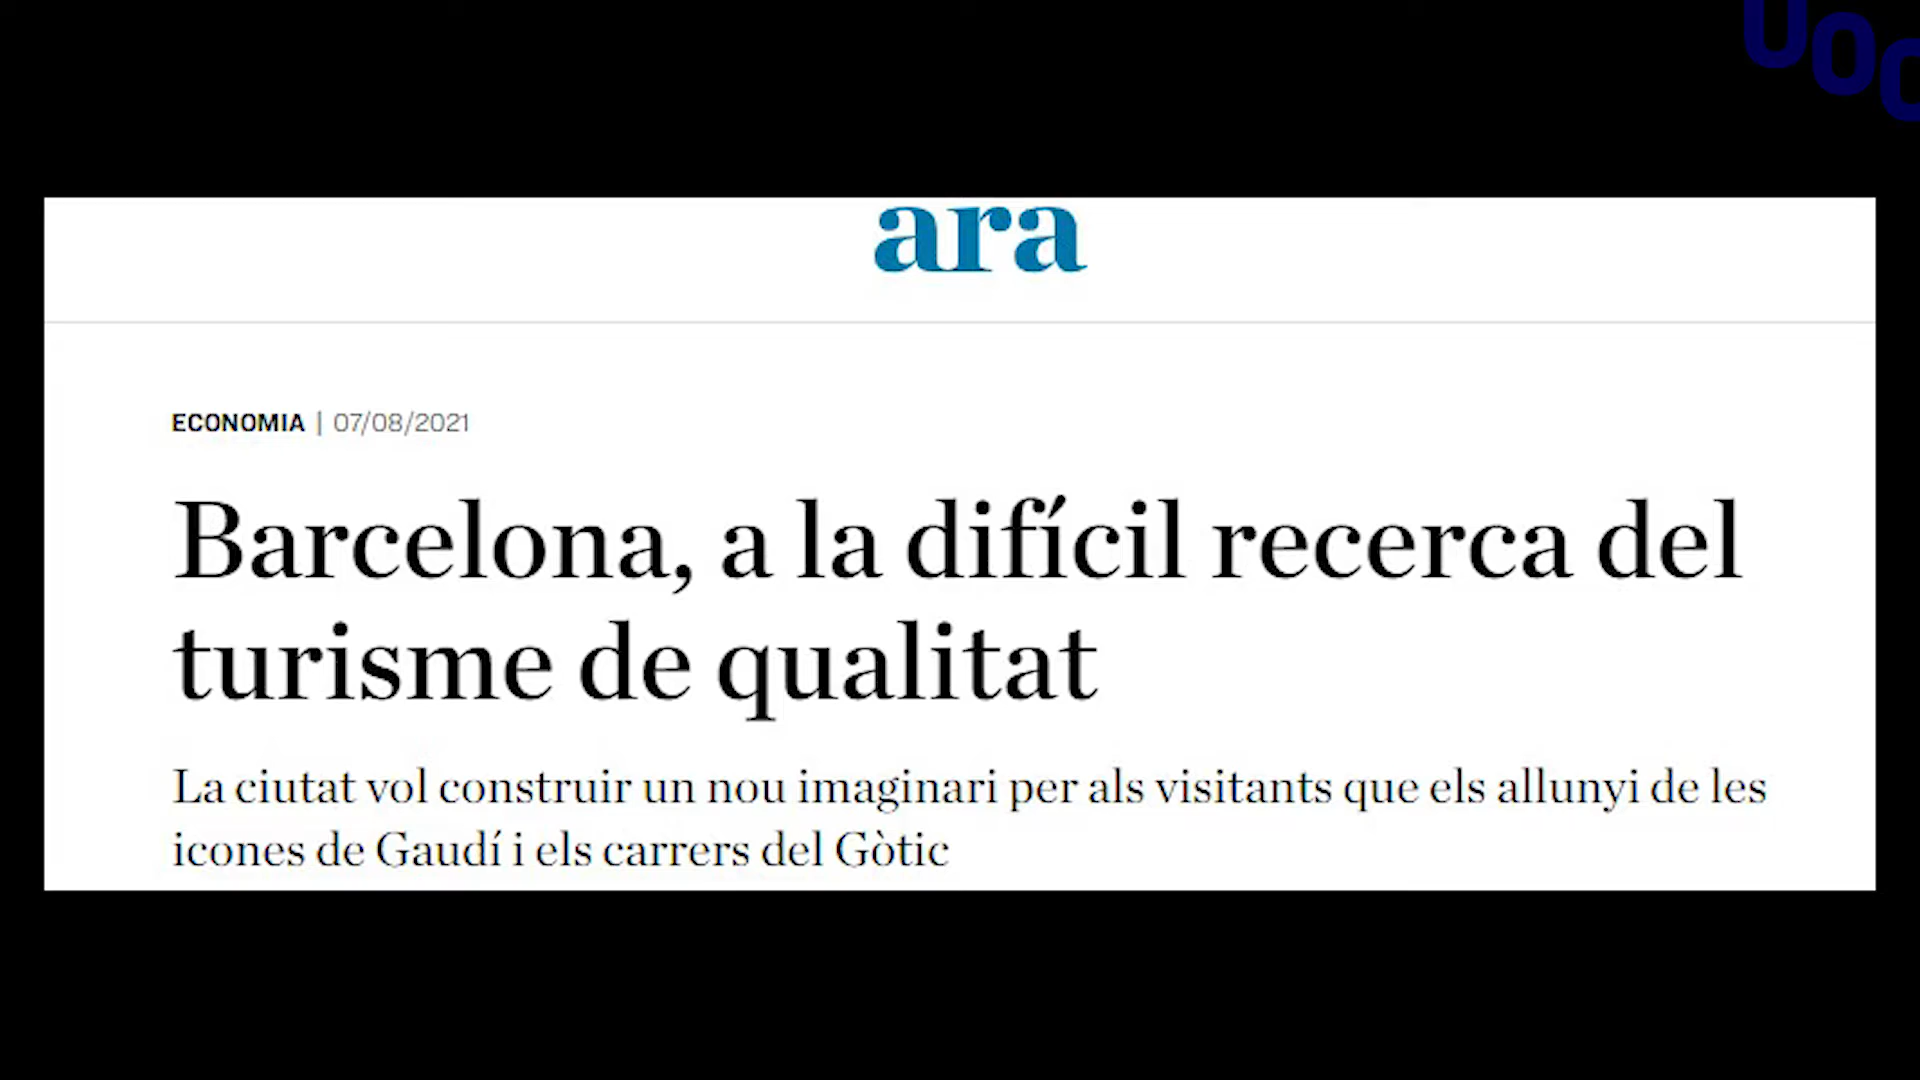 UOC
ara
ECONOMIA | 07/08/2021
Barcelona, a la difícil recerca del
turisme de qualitat
La ciutat vol construir un nou imaginari per als visitants que els allunyi de les
icones de Gaudí i els carrers del Gòtic